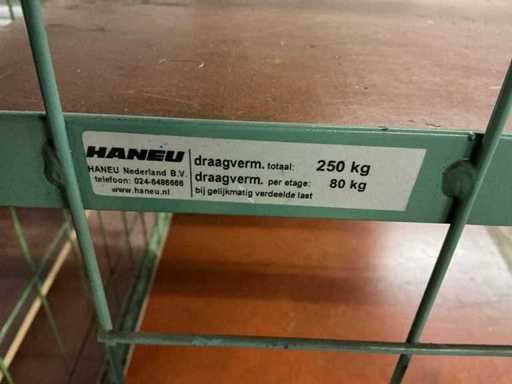 HANEU
HANEU Nederland B.V.
telefoon: 024-6486666
www.haneu.nl
draagverm. totaal: 250 kg
draagverm. per etage: 80 kg
bij gelijkmatig verdeelde last